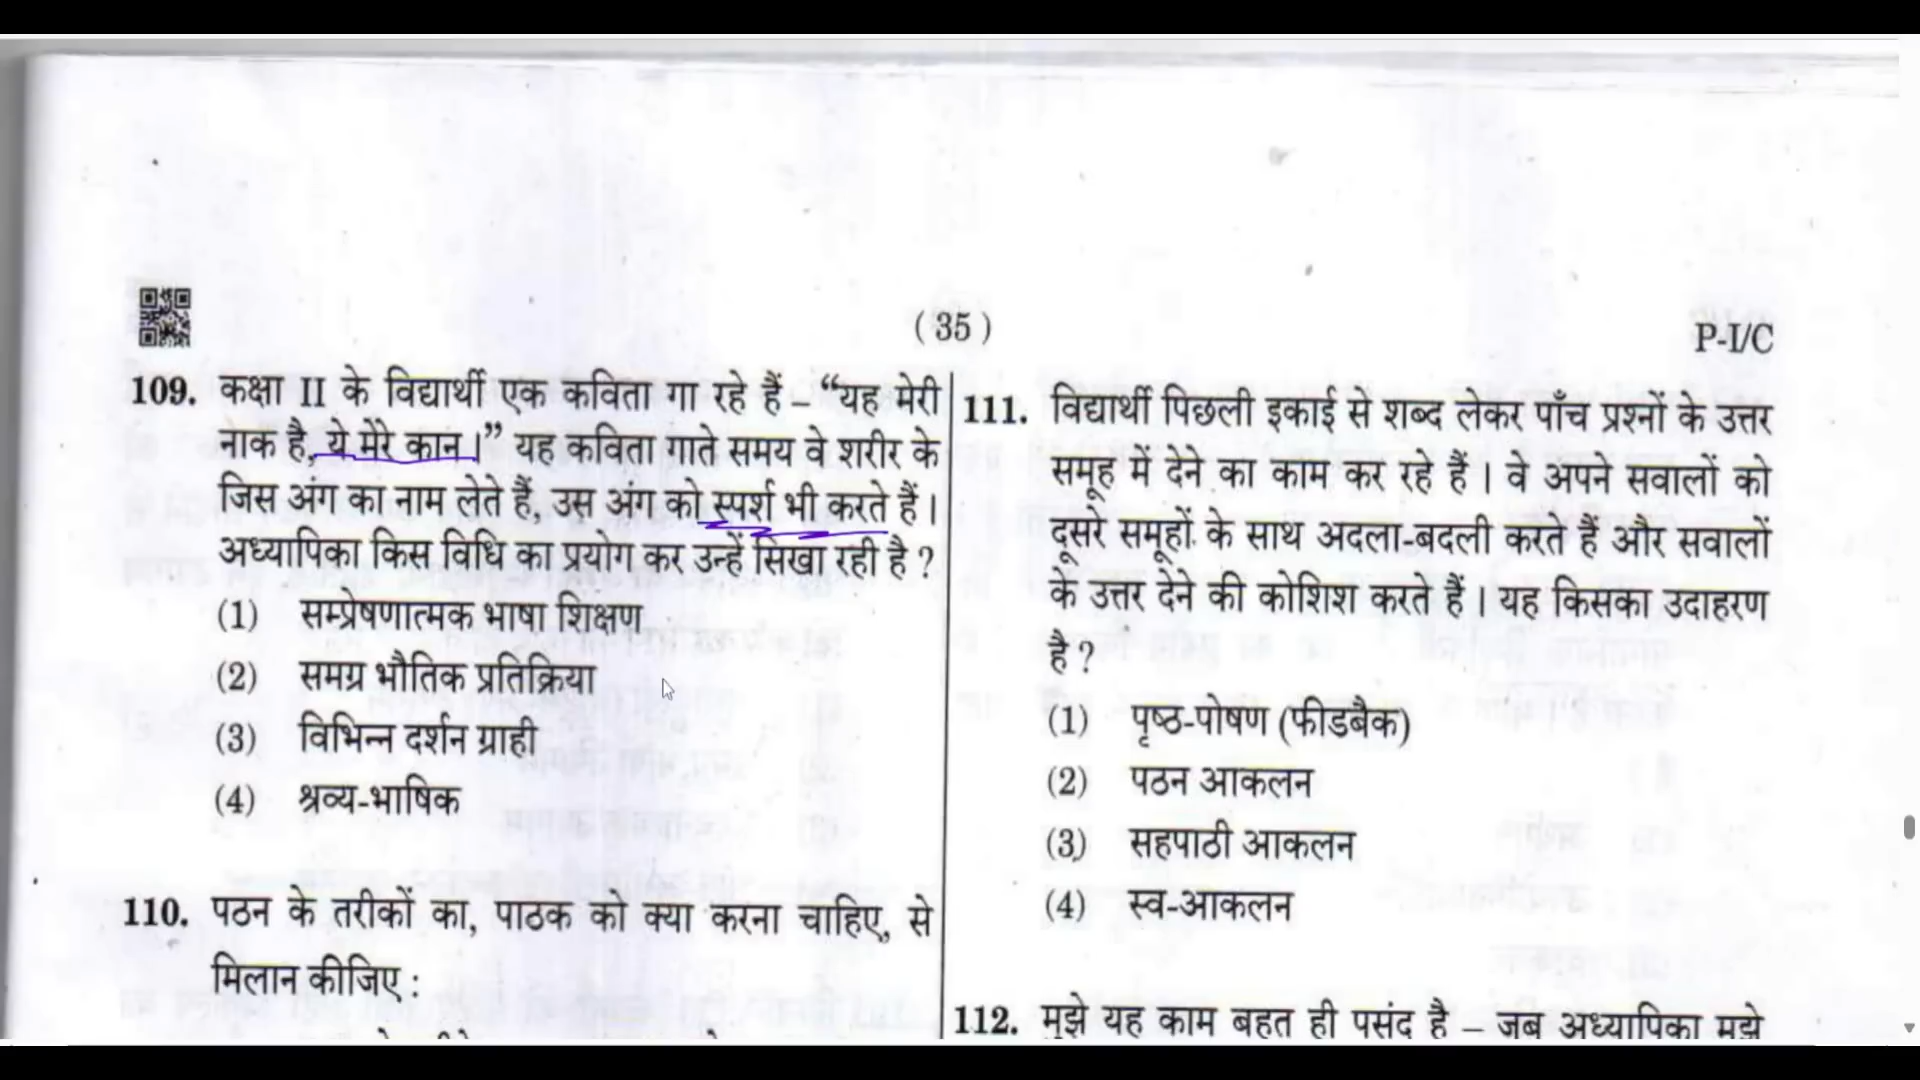 (35)
P-I/C
109. कक्षा II के विद्यार्थी एक कविता गा रहे हैं – “यह मेरी
नाक है, ये मेरे कान।” यह कविता गाते समय वे शरीर के
जिस अंग का नाम लेते हैं, उस अंग को स्पर्श भी करते हैं।
अध्यापिका किस विधि का प्रयोग कर उन्हें सिखा रही है ?
(1) सम्प्रेषणात्मक भाषा शिक्षण
(2) समग्र भौतिक प्रतिक्रिया
(3) विभिन्न दर्शन ग्राही
(4) श्रव्य-भाषिक
110. पठन के तरीकों का, पाठक को क्या करना चाहिए, से
मिलान कीजिए :
111. विद्यार्थी पिछली इकाई से शब्द लेकर पाँच प्रश्नों के उत्तर
समूह में देने का काम कर रहे हैं। वे अपने सवालों को
दूसरे समूहों के साथ अदला-बदली करते हैं और सवालों
के उत्तर देने की कोशिश करते हैं। यह किसका उदाहरण
है ?
(1) पृष्ठ-पोषण (फीडबैक)
(2) पठन आकलन
(3) सहपाठी आकलन
(4) स्व-आकलन
112. मुझे यह काम बहुत ही पसंद है – जब अध्यापिका मुझे